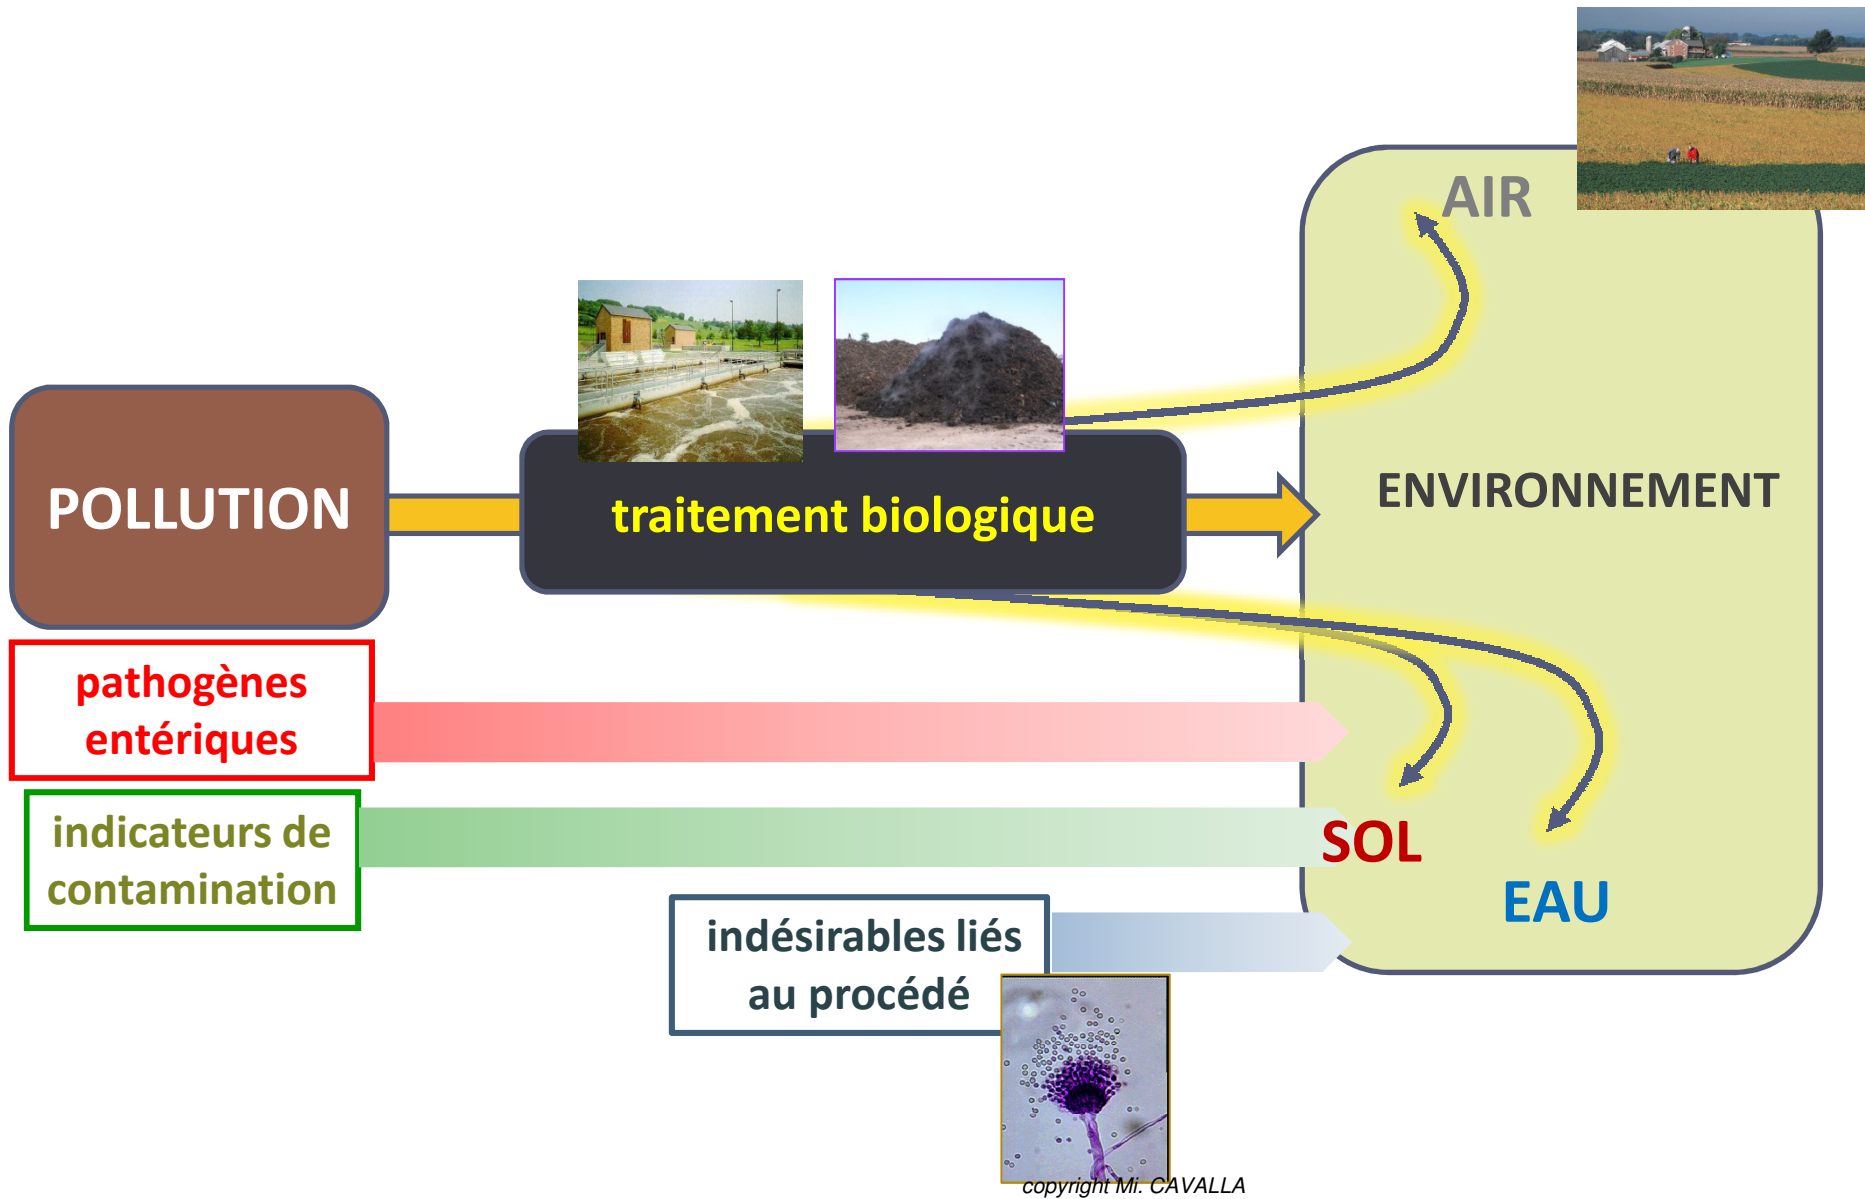 AIR
POLLUTION
traitement biologique
ENVIRONNEMENT
pathogènes
entériques
indicateurs de
contamination
SOL
EAU
indésirables liés
au procédé
copyright Mi. CAVALLA